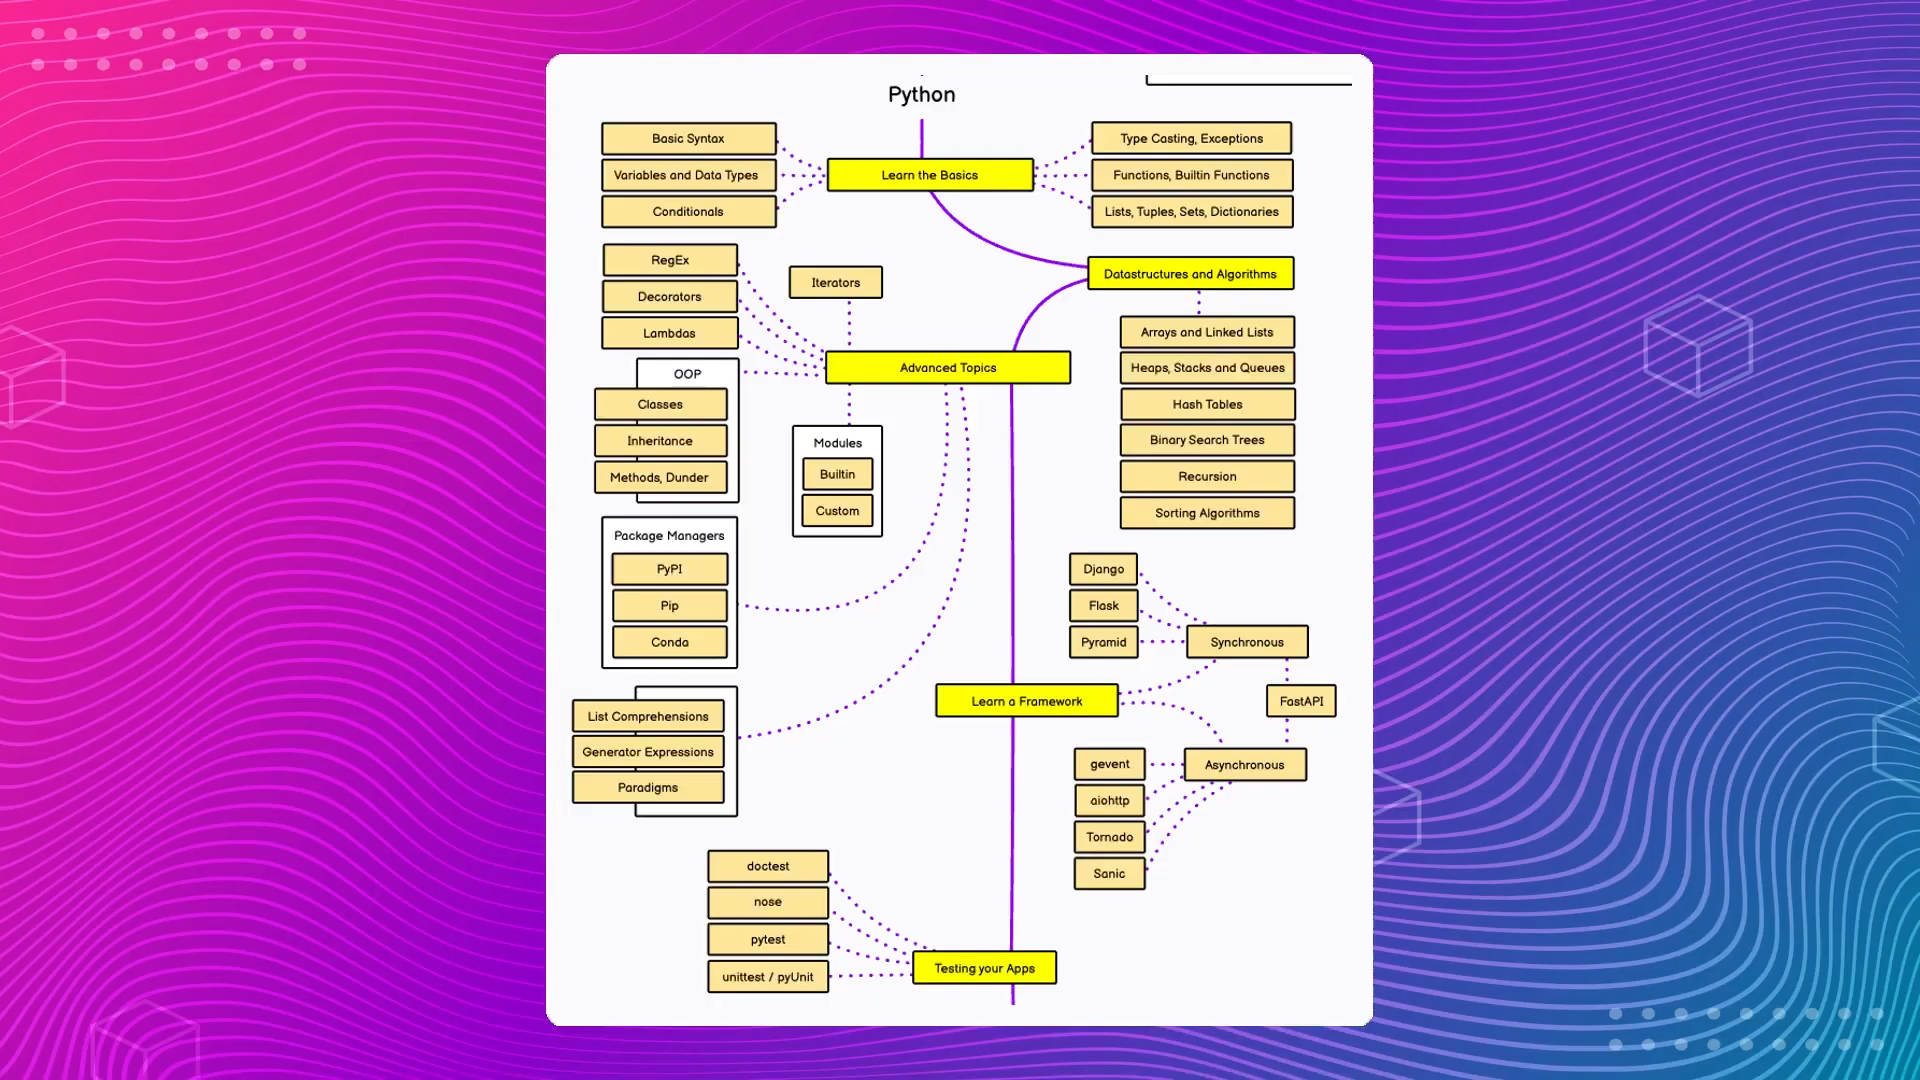 Python
Basic Syntax
Variables and Data Types
Conditionals
Learn the Basics
Type Casting, Exceptions
Functions, Builtin Functions
Lists, Tuples, Sets, Dictionaries
RegEx
Decorators
Lambdas
Iterators
Datastructures and Algorithms
Advanced Topics
OOP
Classes
Inheritance
Methods, Dunder
Modules
Builtin
Custom
Arrays and Linked Lists
Heaps, Stacks and Queues
Hash Tables
Binary Search Trees
Recursion
Sorting Algorithms
Package Managers
PyPI
Pip
Conda
Django
Flask
Pyramid
Synchronous
Learn a Framework
FastAPI
List Comprehensions
Generator Expressions
Paradigms
gevent
aiohttp
Tornado
Sanic
Asynchronous
doctest
nose
pytest
unittest / pyUnit
Testing your Apps